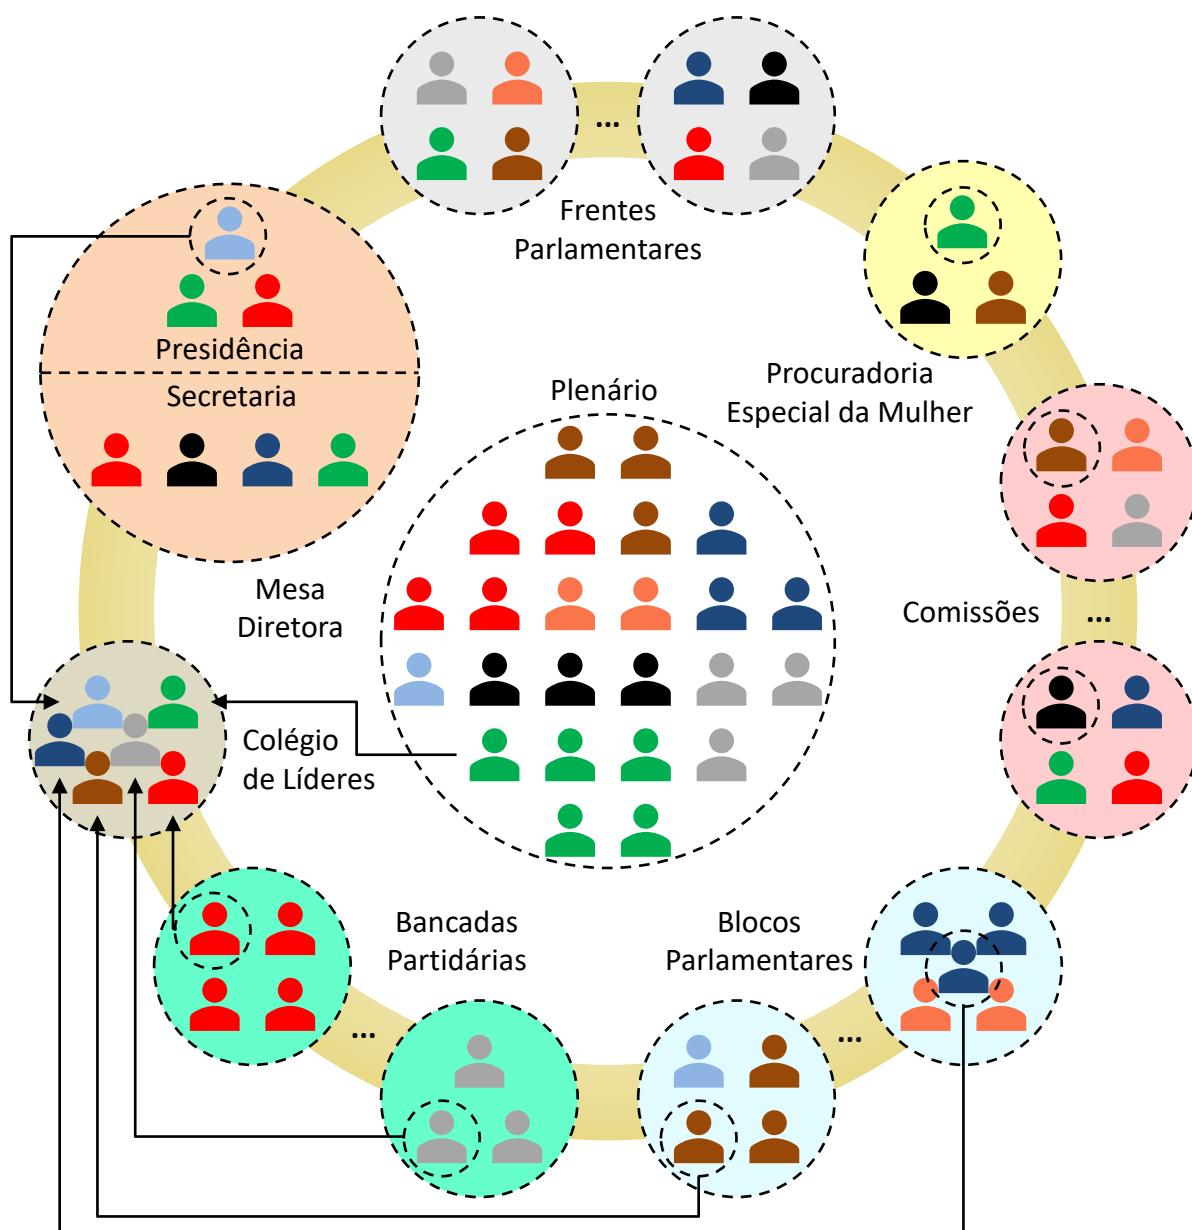 ...
Frentes
Parlamentares
Presidência
Secretaria
Procuradoria
Especial da Mulher
Plenário
Mesa
Diretora
Comissões
...
Colégio
de Líderes
Bancadas
Partidárias
Blocos
Parlamentares
...
...